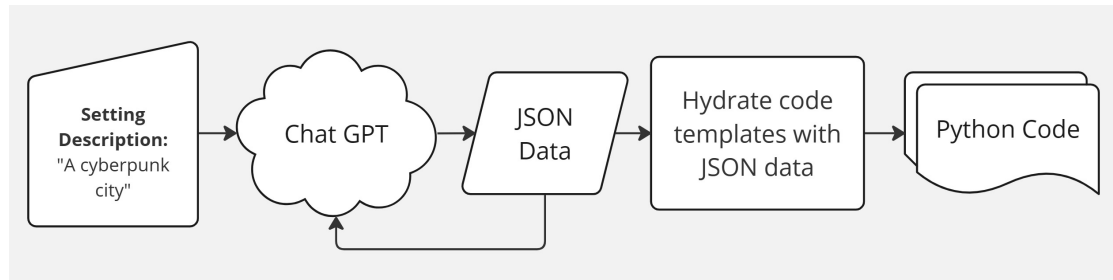 Setting
Description:
"A cyberpunk
city"
Chat GPT
JSON
Data
Hydrate code
templates with
JSON data
Python Code